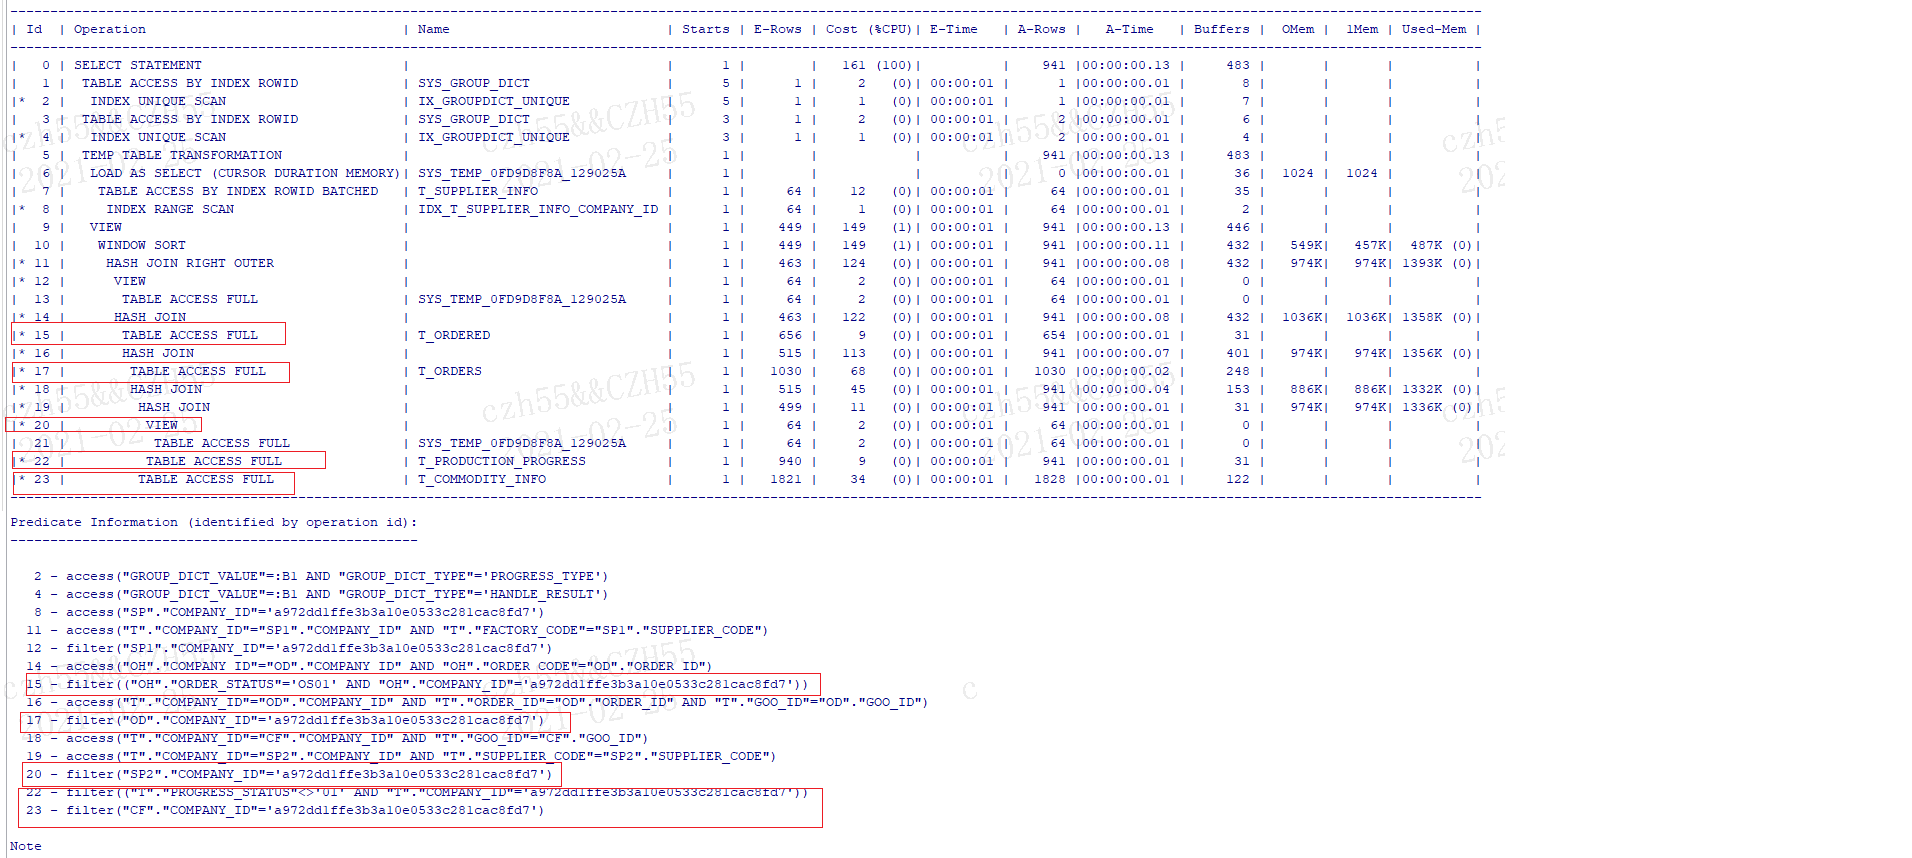 | Id | Operation | Name | Starts | E-Rows | Cost (%CPU)| E-Time | A-Rows | A-Time | Buffers | OMem | 1Mem | Used-Mem |
| 0 | SELECT STATEMENT | | 1 | | 161 (100)| | 941 |00:00:00.13 | 483 | | | |
| 1 | TABLE ACCESS BY INDEX ROWID | SYS_GROUP_DICT | 5 | 1 | 2 (0)| 00:00:01 | 1 |00:00:00.01 | 8 | | | |
|* 2 | INDEX UNIQUE SCAN | IX_GROUPDICT_UNIQUE | 5 | 1 | 1 (0)| 00:00:01 | 1 |00:00:00.01 | 7 | | | |
| 3 | TABLE ACCESS BY INDEX ROWID | SYS_GROUP_DICT | 3 | 1 | 2 (0)| 00:00:01 | 2 |00:00:00.01 | 6 | | | |
|* 4 | INDEX UNIQUE SCAN | IX_GROUPDICT_UNIQUE | 3 | 1 | 1 (0)| 00:00:01 | 2 |00:00:00.01 | 4 | | | |
| 5 | TEMP TABLE TRANSFORMATION | | 1 | | | | 941 |00:00:00.13 | 483 | | | |
| 6 | LOAD AS SELECT (CURSOR DURATION MEMORY)| SYS_TEMP_0FD9D8F8A_129025A | 1 | | | | 0 |00:00:00.01 | 36 | 1024 | 1024 | |
| 7 | TABLE ACCESS BY INDEX ROWID BATCHED | T_SUPPLIER_INFO | 1 | 64 | 12 (0)| 00:00:01 | 64 |00:00:00.01 | 35 | | | |
|* 8 | INDEX RANGE SCAN | IDX_T_SUPPLIER_INFO_COMPANY_ID | 1 | 64 | 1 (0)| 00:00:01 | 64 |00:00:00.01 | 2 | | | |
| 9 | VIEW | | 1 | 449 | 149 (1)| 00:00:01 | 941 |00:00:00.13 | 446 | | | |
| 10 | WINDOW SORT | | 1 | 449 | 149 (1)| 00:00:01 | 941 |00:00:00.11 | 432 | 549K| 457K| 487K (0)|
|* 11 | HASH JOIN RIGHT OUTER | | 1 | 463 | 124 (0)| 00:00:01 | 941 |00:00:00.08 | 432 | 974K| 974K| 1393K (0)|
|* 12 | VIEW | | 1 | 64 | 2 (0)| 00:00:01 | 64 |00:00:00.01 | 0 | | | |
| 13 | TABLE ACCESS FULL | SYS_TEMP_0FD9D8F8A_129025A | 1 | 64 | 2 (0)| 00:00:01 | 64 |00:00:00.01 | 0 | | | |
|* 14 | HASH JOIN | | 1 | 463 | 122 (0)| 00:00:01 | 941 |00:00:00.08 | 432 | 1036K| 1036K| 1358K (0)|
|* 15 | TABLE ACCESS FULL | T_ORDERED | 1 | 656 | 9 (0)| 00:00:01 | 654 |00:00:00.01 | 31 | | | |
|* 16 | HASH JOIN | | 1 | 515 | 113 (0)| 00:00:01 | 941 |00:00:00.07 | 401 | 974K| 974K| 1356K (0)|
|* 17 | TABLE ACCESS FULL | T_ORDERS | 1 | 1030 | 68 (0)| 00:00:01 | 1030 |00:00:00.02 | 248 | | | |
|* 18 | HASH JOIN | | 1 | 515 | 45 (0)| 00:00:01 | 941 |00:00:00.04 | 153 | 886K| 886K| 1332K (0)|
|* 19 | HASH JOIN | | 1 | 499 | 11 (0)| 00:00:01 | 941 |00:00:00.01 | 31 | 974K| 974K| 1336K (0)|
|* 20 | VIEW | | 1 | 64 | 2 (0)| 00:00:01 | 64 |00:00:00.01 | 0 | | | |
| 21 | TABLE ACCESS FULL | SYS_TEMP_0FD9D8F8A_129025A | 1 | 64 | 2 (0)| 00:00:01 | 64 |00:00:00.01 | 0 | | | |
|* 22 | TABLE ACCESS FULL | T_PRODUCTION_PROGRESS | 1 | 940 | 9 (0)| 00:00:01 | 941 |00:00:00.01 | 31 | | | |
|* 23 | TABLE ACCESS FULL | T_COMMODITY_INFO | 1 | 1821 | 34 (0)| 00:00:01 | 1828 |00:00:00.01 | 122 | | | |
Predicate Information (identified by operation id):
---------------------------------------------------
2 - access("GROUP_DICT_VALUE"=:B1 AND "GROUP_DICT_TYPE"='PROGRESS_TYPE')
4 - access("GROUP_DICT_VALUE"=:B1 AND "GROUP_DICT_TYPE"='HANDLE_RESULT')
8 - access("SP"."COMPANY_ID"='a972dd1ffe3b3a10e0533c281cac8fd7')
11 - access("T"."COMPANY_ID"="SP1"."COMPANY_ID" AND "T"."FACTORY_CODE"="SP1"."SUPPLIER_CODE")
12 - filter("SP1"."COMPANY_ID"='a972dd1ffe3b3a10e0533c281cac8fd7')
14 - access("OH"."COMPANY_ID"="OD"."COMPANY_ID" AND "OH"."ORDER_CODE"="OD"."ORDER_ID")
15 - filter(("OH"."ORDER_STATUS"='OS01' AND "OH"."COMPANY_ID"='a972dd1ffe3b3a10e0533c281cac8fd7'))
16 - access("T"."COMPANY_ID"="OD"."COMPANY_ID" AND "T"."ORDER_ID"="OD"."ORDER_ID" AND "T"."GOO_ID"="OD"."GOO_ID")
17 - filter("OD"."COMPANY_ID"='a972dd1ffe3b3a10e0533c281cac8fd7')
18 - access("T"."COMPANY_ID"="CF"."COMPANY_ID" AND "T"."GOO_ID"="CF"."GOO_ID")
19 - access("T"."COMPANY_ID"="SP2"."COMPANY_ID" AND "T"."SUPPLIER_CODE"="SP2"."SUPPLIER_CODE")
20 - filter("SP2"."COMPANY_ID"='a972dd1ffe3b3a10e0533c281cac8fd7')
22 - filter(("T"."PROGRESS_STATUS"<>'01' AND "T"."COMPANY_ID"='a972dd1ffe3b3a10e0533c281cac8fd7'))
23 - filter("CF"."COMPANY_ID"='a972dd1ffe3b3a10e0533c281cac8fd7')
Note
czh55&&CZH55
2021-02-25